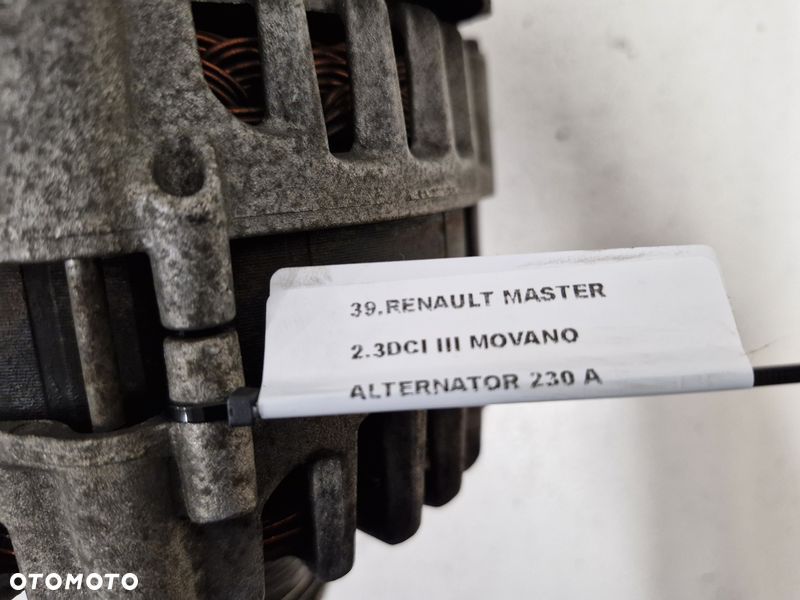 39.RENAULT MASTER
2.3DCI III MOVANO
ALTERNATOR 230 A
OTOMOTO